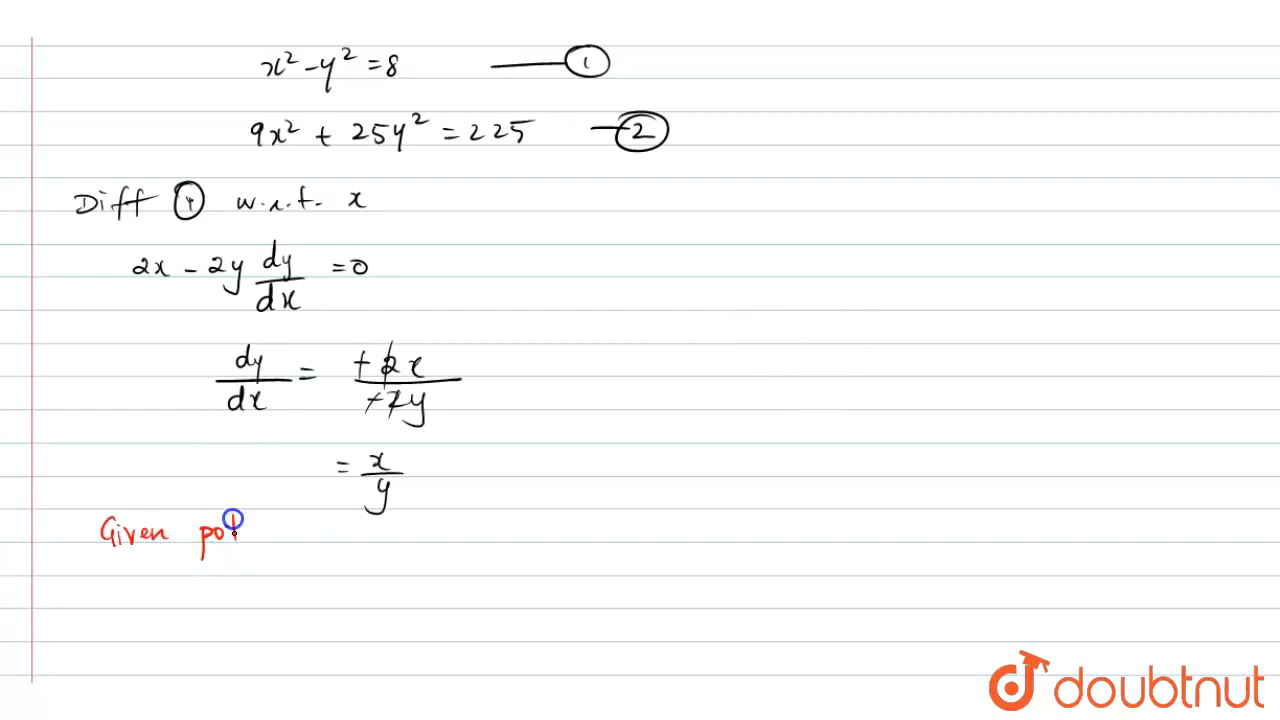 x² - y² = 8 —— ①
9x² + 25y² = 225 — ②
Diff ① w.r.t. x
2x - 2y dy/dx = 0
dy/dx = +2x/+2y
= x/y
Given poi
doubtnut